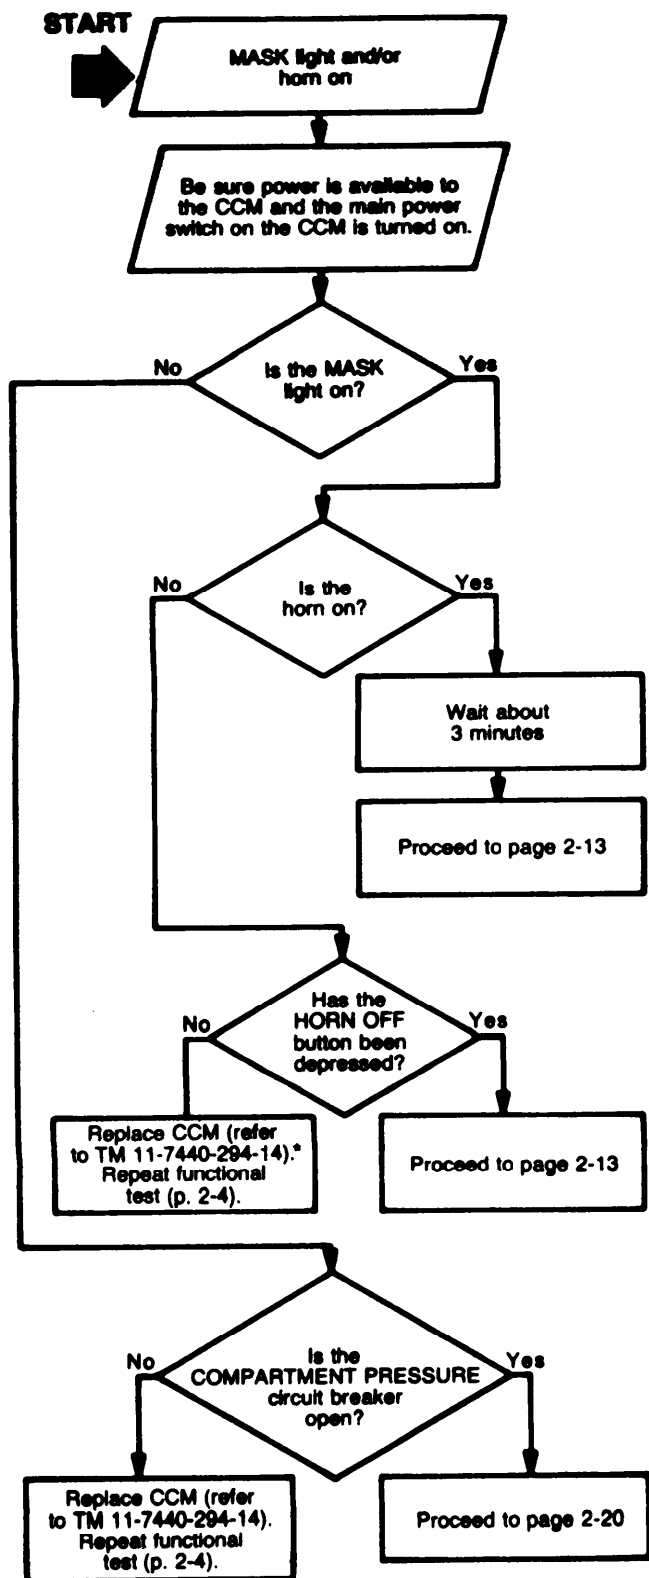 START
MASK light and/or
horn on
Be sure power is available to
the CCM and the main power
switch on the CCM is turned on.
No
Yes
Is the MASK
light on?
No
Yes
Is the
horn on?
Wait about
3 minutes
Proceed to page 2-13
Has the
HORN OFF
button been
depressed?
No
Yes
Replace CCM (refer
to TM 11-7440-294-14).*
Repeat functional
test (p. 2-4).
Proceed to page 2-13
No
Yes
Is the
COMPARTMENT PRESSURE
circuit breaker
open?
Replace CCM (refer
to TM 11-7440-294-14).
Repeat functional
test (p. 2-4).
Proceed to page 2-20